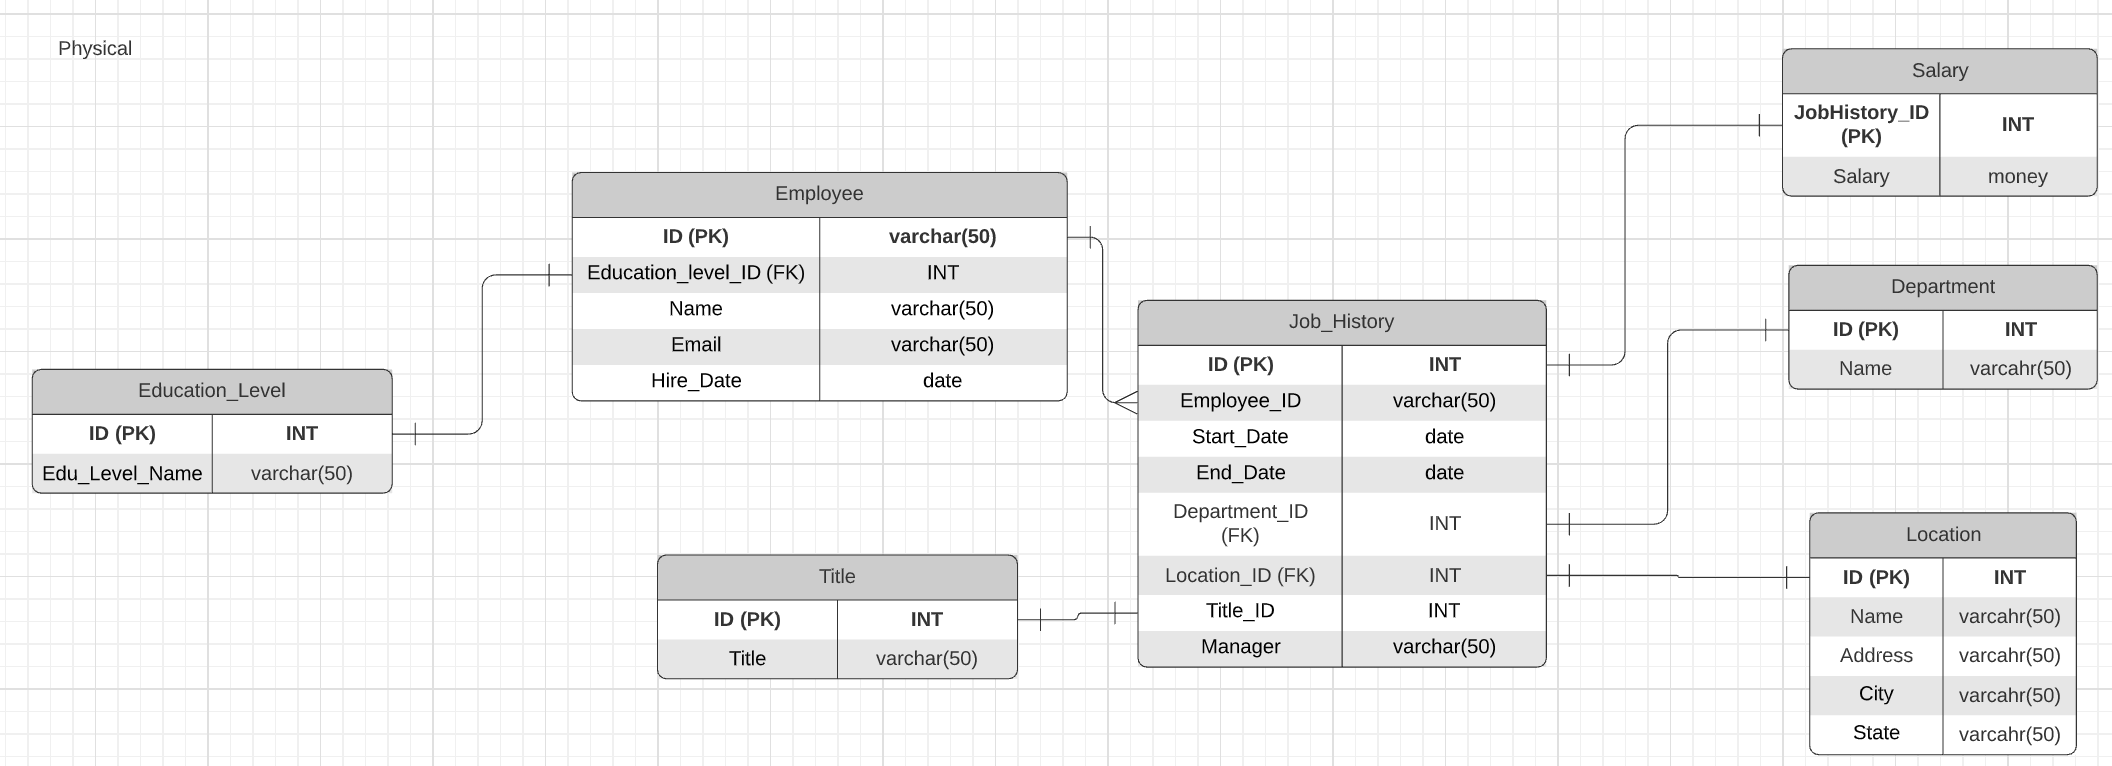 Physical
Salary
JobHistory_ID
(PK)
INT
Salary money
Employee
ID (PK) varchar(50)
Education_level_ID (FK) INT
Name varchar(50)
Email varchar(50)
Hire_Date date
Department
ID (PK) INT
Name varcahr(50)
Job_History
ID (PK) INT
Employee_ID varchar(50)
Start_Date date
End_Date date
Department_ID
(FK)
INT
Location_ID (FK) INT
Title_ID INT
Manager varchar(50)
Education_Level
ID (PK) INT
Edu_Level_Name varchar(50)
Title
ID (PK) INT
Title varchar(50)
Location
ID (PK) INT
Name varcahr(50)
Address varcahr(50)
City varcahr(50)
State varcahr(50)